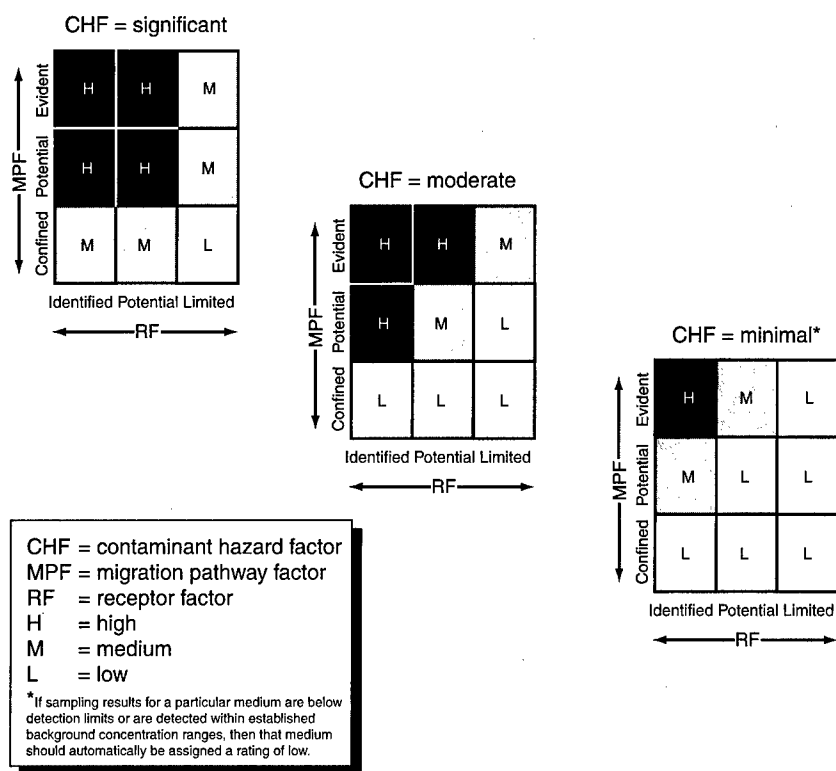 CHF = significant
MPF
Evident
Potential
Confined
H H M
H H M
M M L
Identified Potential Limited
RF
CHF = moderate
MPF
Evident
Potential
Confined
H H M
H M L
L L L
Identified Potential Limited
RF
CHF = minimal*
MPF
Evident
Potential
Confined
H M L
M L L
L L L
Identified Potential Limited
RF
CHF = contaminant hazard factor
MPF = migration pathway factor
RF = receptor factor
H = high
M = medium
L = low
*If sampling results for a particular medium are below
detection limits or are detected within established
background concentration ranges, then that medium
should automatically be assigned a rating of low.